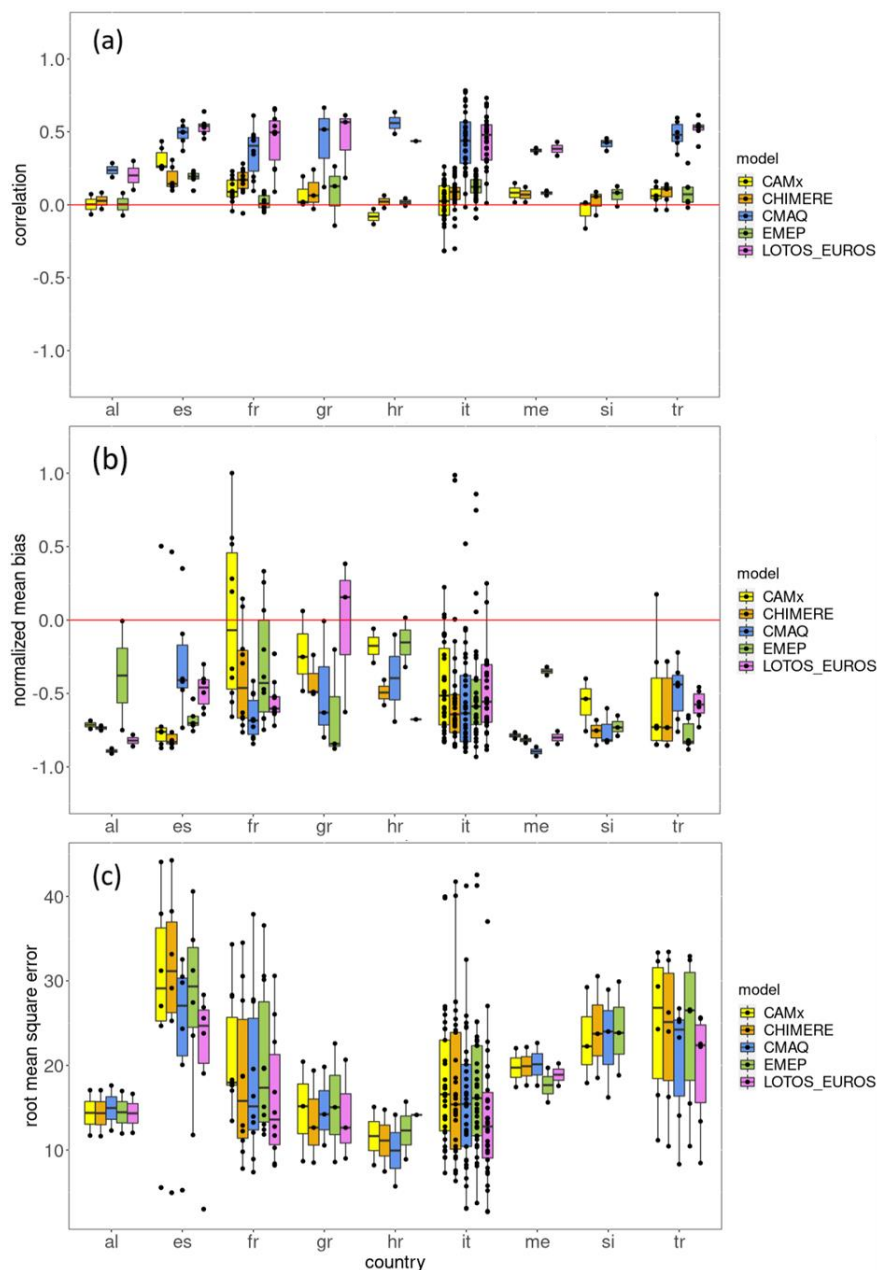 (a)
correlation
1.0
0.5
0.0
-0.5
-1.0
al es fr gr hr it me si tr
model
CAMx
CHIMERE
CMAQ
EMEP
LOTOS_EUROS
(b)
normalized mean bias
1.0
0.5
0.0
-0.5
-1.0
al es fr gr hr it me si tr
model
CAMx
CHIMERE
CMAQ
EMEP
LOTOS_EUROS
(c)
root mean square error
40
30
20
10
al es fr gr hr it me si tr
country
model
CAMx
CHIMERE
CMAQ
EMEP
LOTOS_EUROS